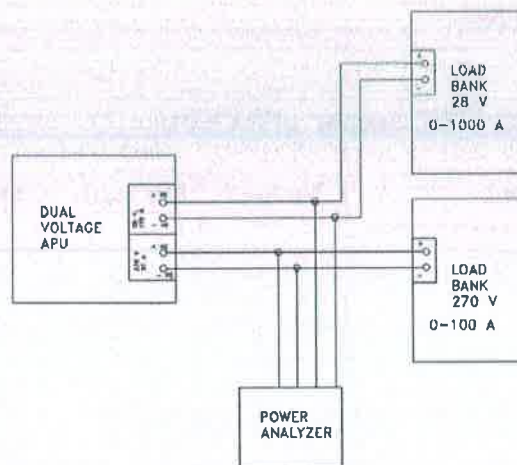 LOAD
BANK
28 V
0-1000 A
DUAL
VOLTAGE
APU
LOAD
BANK
270 V
0-100 A
POWER
ANALYZER